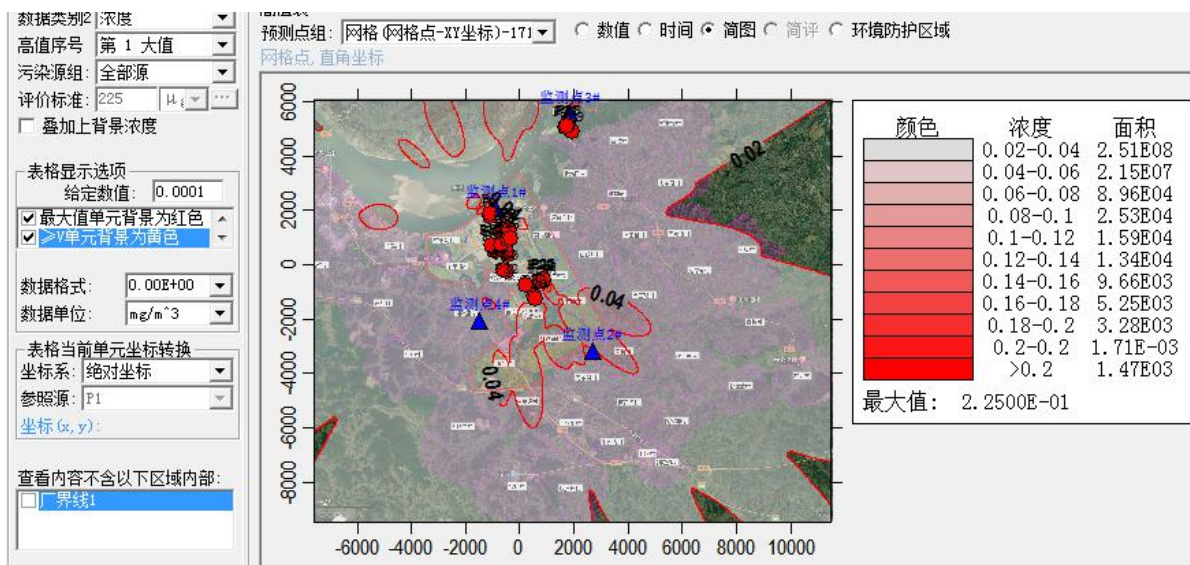 数据类别2 浓度
高值序号 第 1 大值
污染源组: 全部源
评价标准: 225
叠加上背景浓度
表格显示选项
给定数值: 0.0001
最大值单元背景为红色
≥V单元背景为黄色
数据格式: 0.00E+00
数据单位: mg/m^3
表格当前单元坐标转换
坐标系: 绝对坐标
参照源: P1
坐标(x,y):
查看内容不含以下区域内部:
厂界线1
预测点组: 网格(网格点-XY坐标)-171 数值 时间 简图 简评 环境防护区域
网格点,直角坐标
6000
4000
2000
0
-2000
-4000
-6000
-8000
-6000 -4000 -2000 0 2000 4000 6000 8000 10000
监测点3#
0.02
监测点1#
0.04
监测点4#
监测点2#
0.04
颜色 浓度 面积
0.02-0.04 2.51E08
0.04-0.06 2.15E07
0.06-0.08 8.96E04
0.08-0.1 2.53E04
0.1-0.12 1.59E04
0.12-0.14 1.34E04
0.14-0.16 9.66E03
0.16-0.18 5.25E03
0.18-0.2 3.28E03
0.2-0.2 1.71E-03
>0.2 1.47E03
最大值: 2.2500E-01